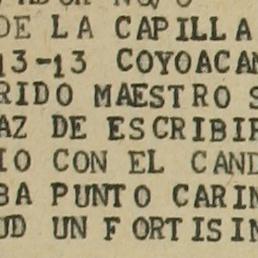 DE LA CAPILLA
13-13 COYOACAN
RIDO MAESTRO S
AZ DE ESCRIBIR
IO CON EL CAND
BA PUNTO CARIN
UD UN FORTISIN